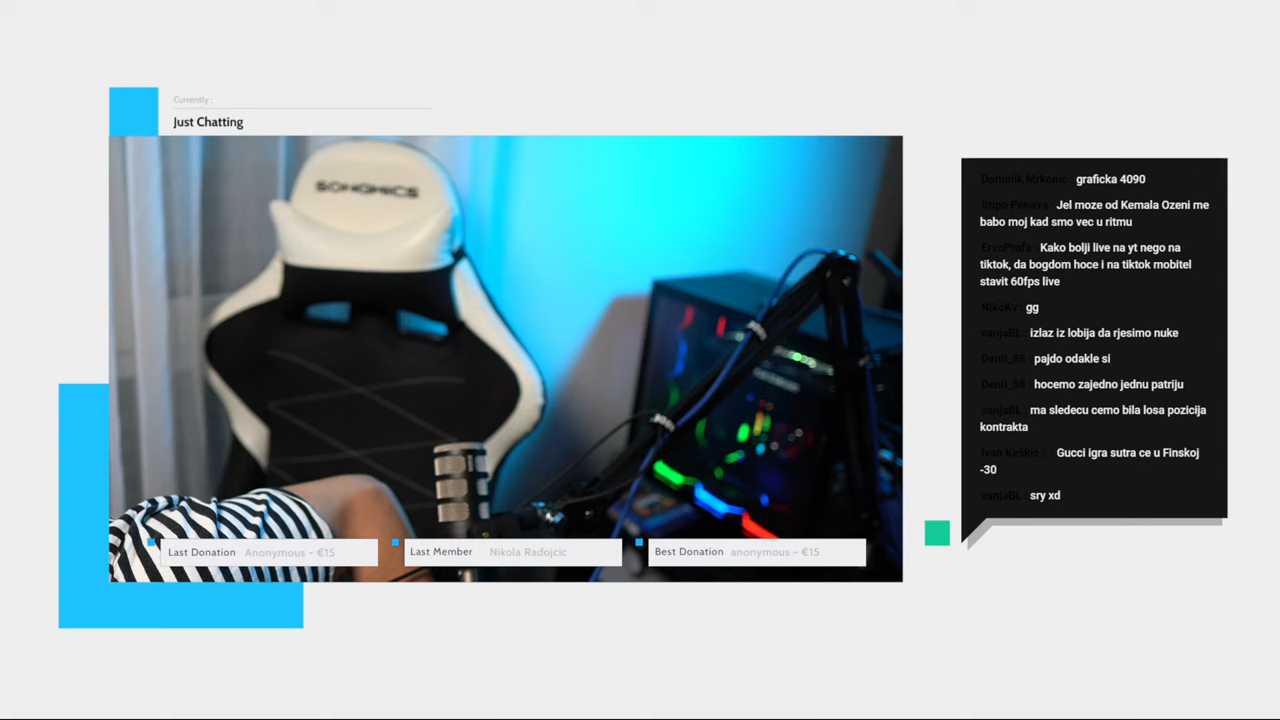 Currently :
Just Chatting
SONGMICS
Last Donation Anonymous - €15
Last Member Nikola Radojcic
Best Donation anonymous - €15
Dominik Mrkonic : graficka 4090
Stipo Penava : Jel moze od Kemala Ozeni me
babo moj kad smo vec u ritmu
ErvoProfa : Kako bolji live na yt nego na
tiktok, da bogdom hoce i na tiktok mobitel
stavit 60fps live
NikoKv : gg
vanjaBL : izlaz iz lobija da rjesimo nuke
Denii_88 : pajdo odakle si
Denii_88 : hocemo zajedno jednu patriju
vanjaBL : ma sledecu cemo bila losa pozicija
kontrakta
Ivan Keškić : Gucci igra sutra ce u Finskoj
-30
vanjaBL : sry xd